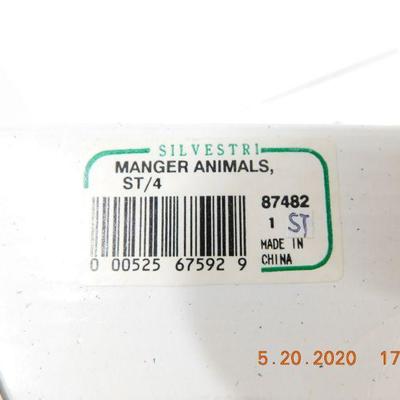 SILVESTRI
MANGER ANIMALS,
ST/4
87482
1 ST
MADE IN
CHINA
0 00525 67592 9
5.20.2020 17